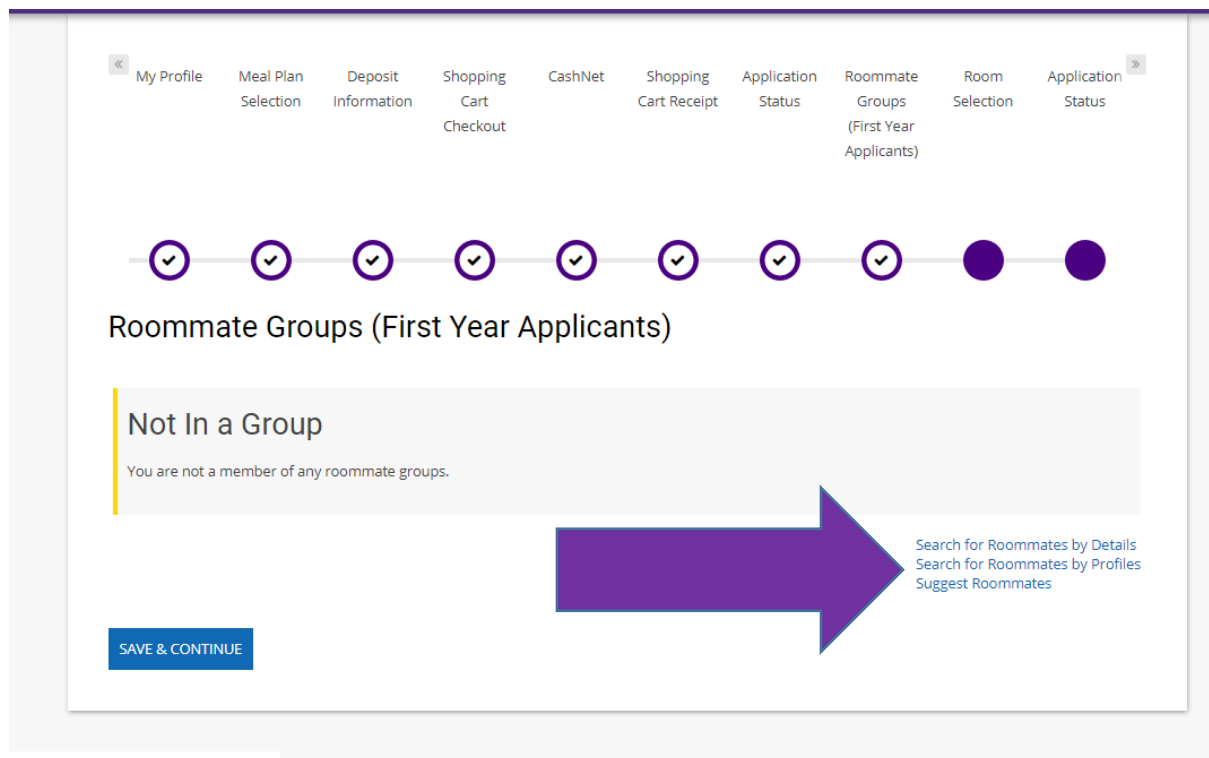 «
My Profile
Meal Plan
Selection
Deposit
Information
Shopping
Cart
Checkout
CashNet
Shopping
Cart Receipt
Application
Status
Roommate
Groups
(First Year
Applicants)
Room
Selection
Application
Status
»
Roommate Groups (First Year Applicants)
Not In a Group
You are not a member of any roommate groups.
Search for Roommates by Details
Search for Roommates by Profiles
Suggest Roommates
SAVE & CONTINUE